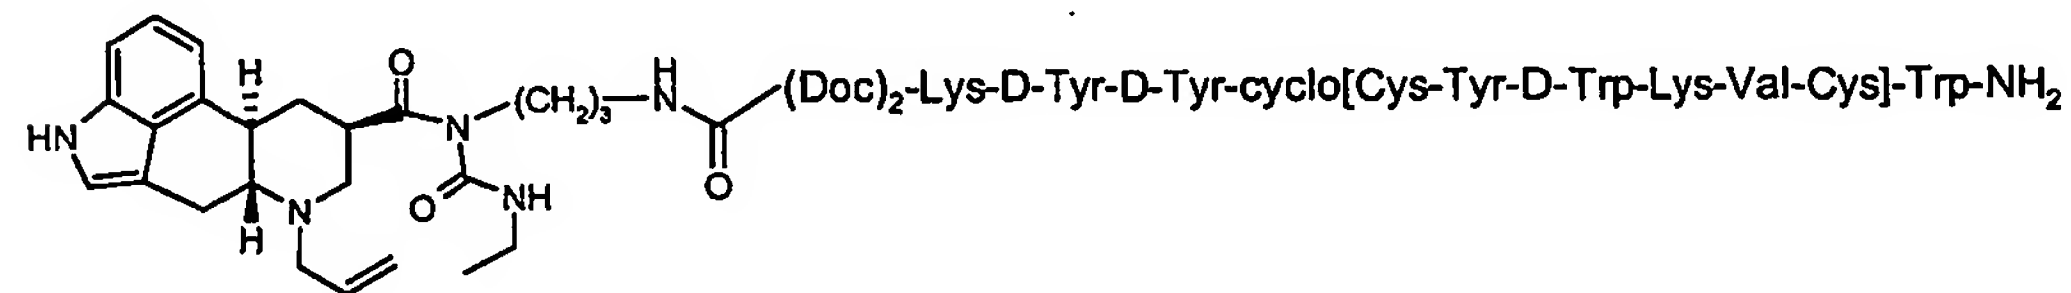 H
O
HN
N
(CH₂)₃
H
N
O
(Doc)₂-Lys-D-Tyr-D-Tyr-cyclo[Cys-Tyr-D-Trp-Lys-Val-Cys]-Trp-NH₂
O
NH
N
H